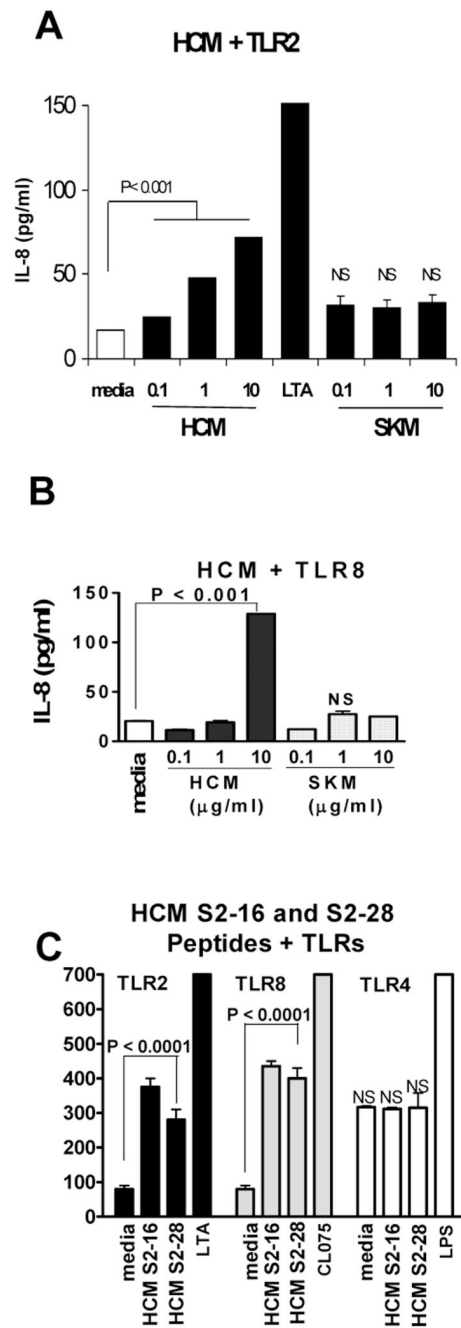 A
HCM + TLR2
IL-8 (pg/ml)
150
100
50
0
P< 0.001
NS NS NS
media 0.1 1 10 LTA 0.1 1 10
HCM SKM
B
HCM + TLR8
IL-8 (pg/ml)
150
100
50
0
P < 0.001
NS
media 0.1 1 10 0.1 1 10
HCM SKM
(μg/ml) (μg/ml)
C
HCM S2-16 and S2-28
Peptides + TLRs
700
600
500
400
300
200
100
0
TLR2 TLR8 TLR4
P < 0.0001 P < 0.0001
NS NS NS
media HCM S2-16 HCM S2-28 LTA media HCM S2-16 HCM S2-28 CL075 media HCM S2-16 HCM S2-28 LPS